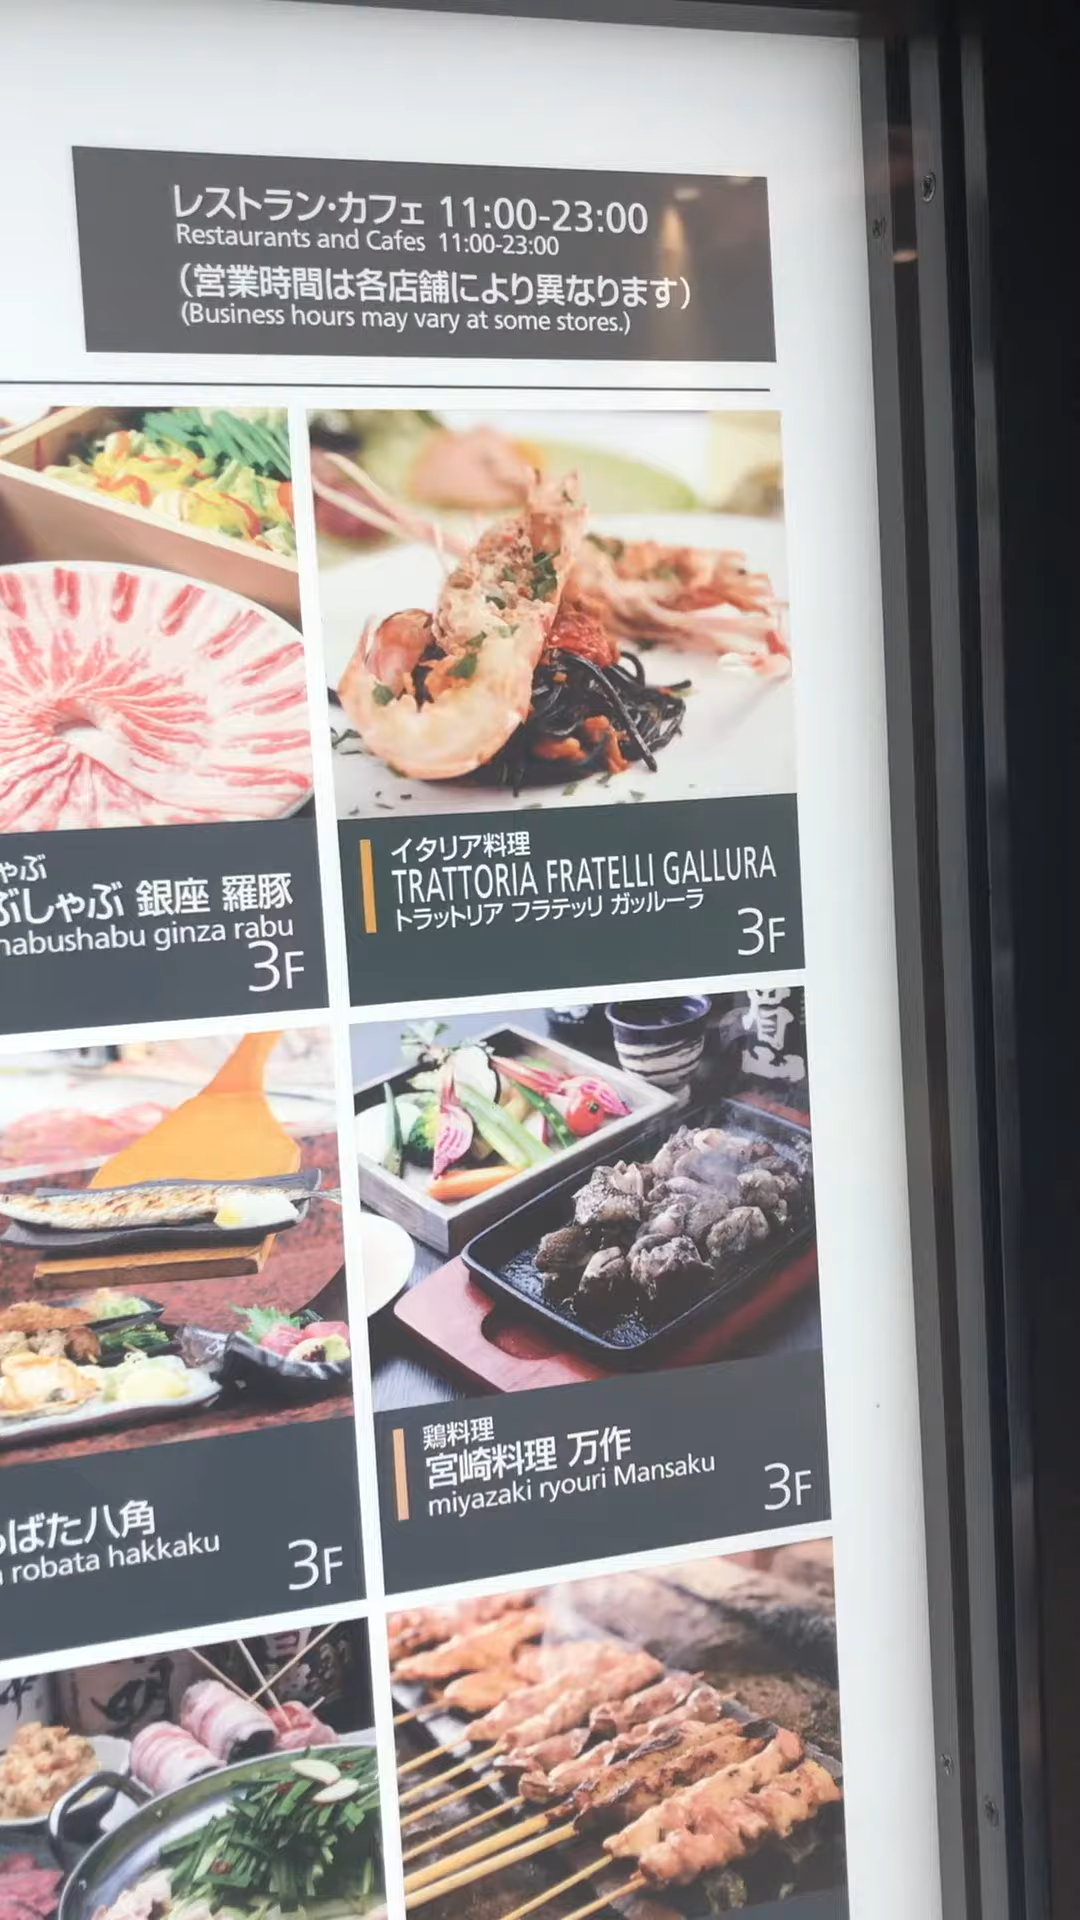 レストラン・カフェ 11:00-23:00
Restaurants and Cafes 11:00-23:00
(営業時間は各店舗により異なります)
(Business hours may vary at some stores.)
ゃぶ
ぶしゃぶ 銀座 羅豚
habushabu ginza rabu
3F
イタリア料理
TRATTORIA FRATELLI GALLURA
トラットリア フラテッリ ガッルーラ
3F
ばた八角
robata hakkaku
3F
鶏料理
宮崎料理 万作
miyazaki ryouri Mansaku
3F